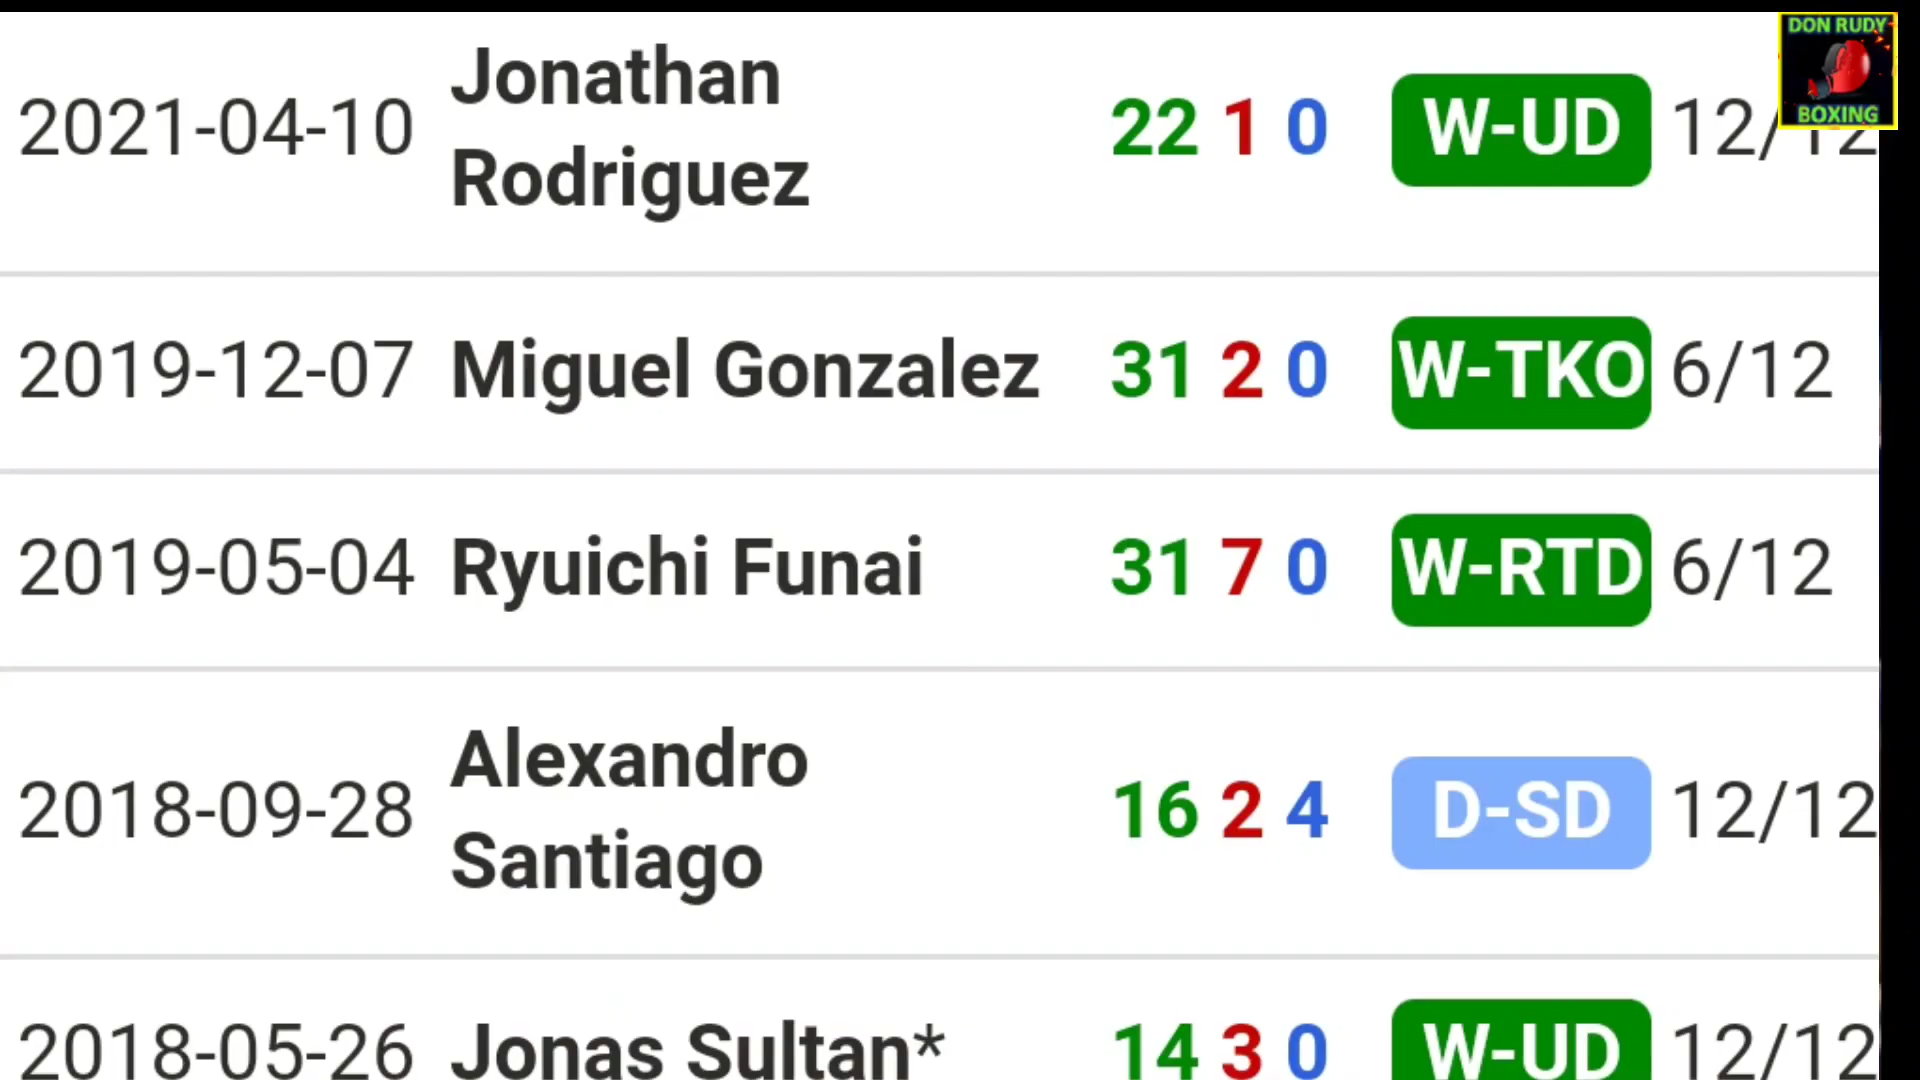 DON RUDY
BOXING
2021-04-10 Jonathan Rodriguez 22 1 0 W-UD 12/12
2019-12-07 Miguel Gonzalez 31 2 0 W-TKO 6/12
2019-05-04 Ryuichi Funai 31 7 0 W-RTD 6/12
2018-09-28 Alexandro Santiago 16 2 4 D-SD 12/12
2018-05-26 Jonas Sultan* 14 3 0 W-UD 12/12